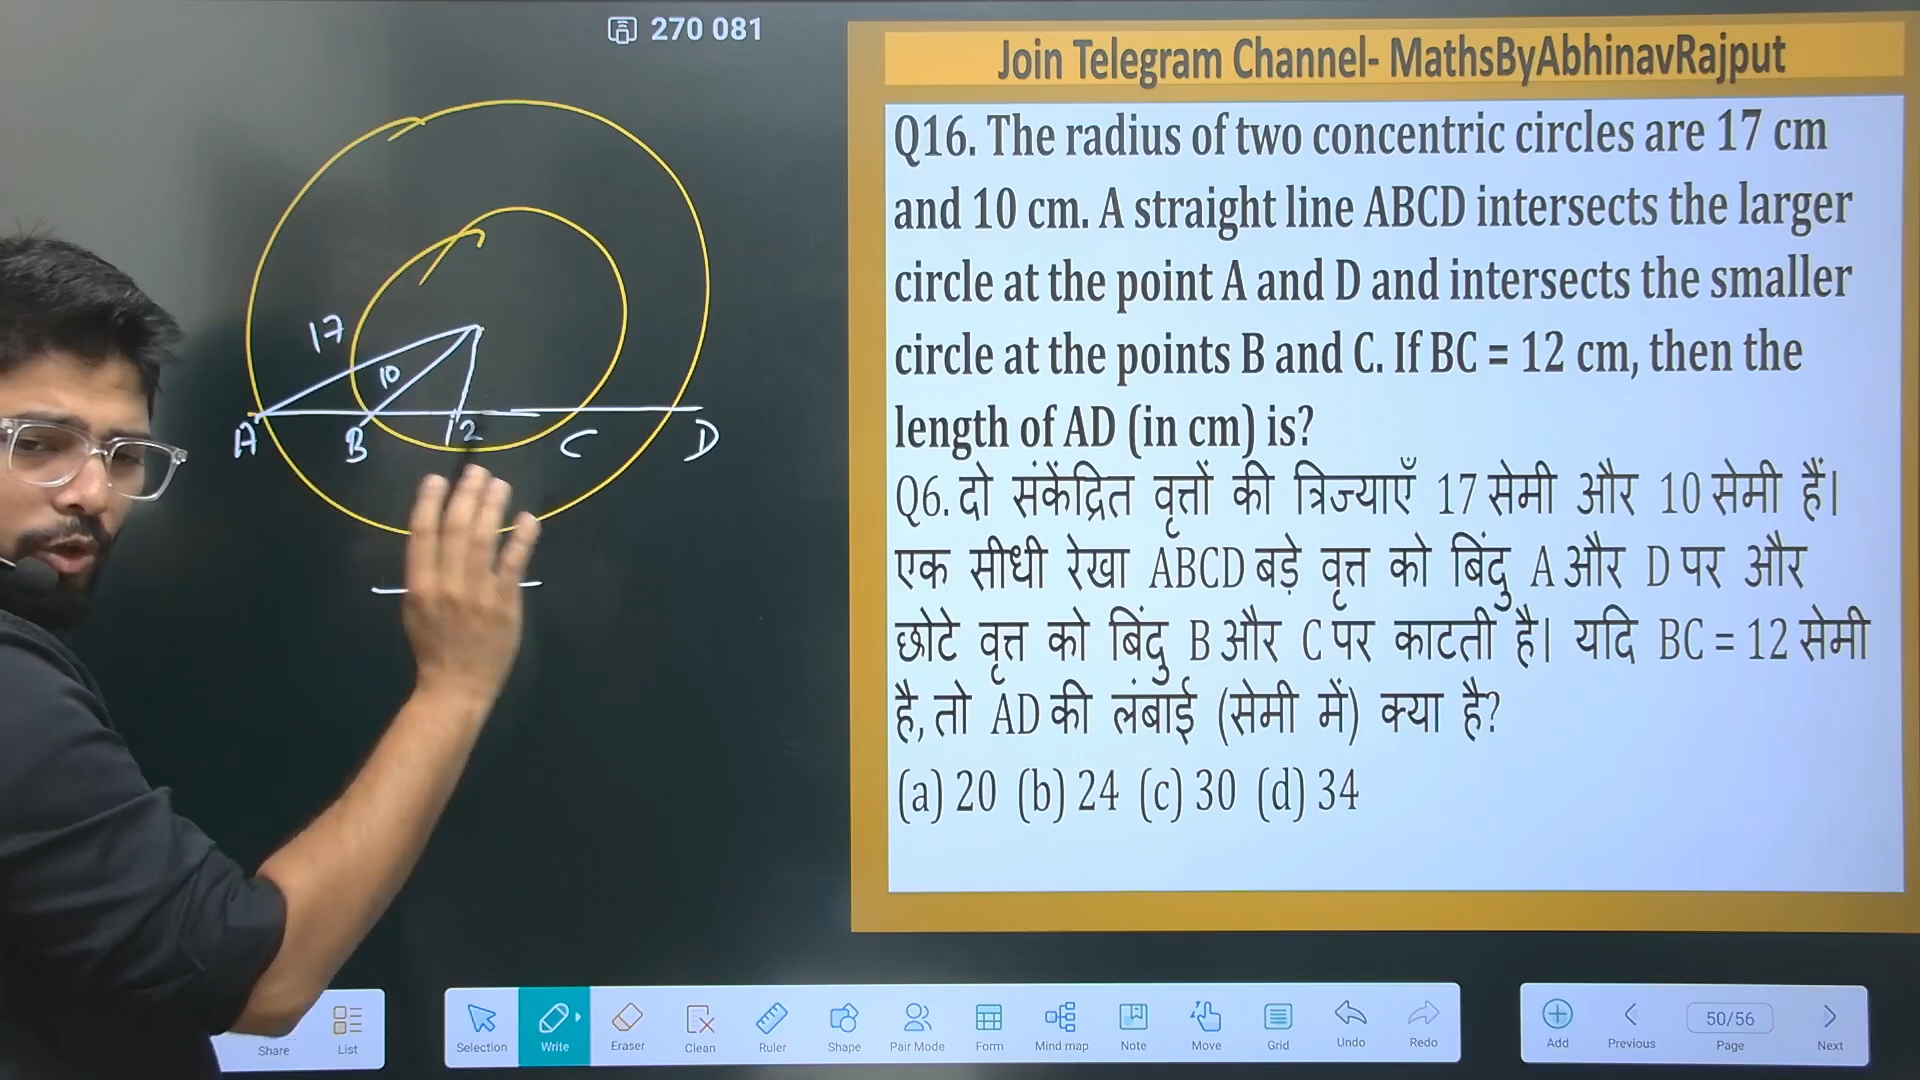 270 081
Join Telegram Channel- MathsByAbhinavRajput
Q16. The radius of two concentric circles are 17 cm
and 10 cm. A straight line ABCD intersects the larger
circle at the point A and D and intersects the smaller
circle at the points B and C. If BC = 12 cm, then the
length of AD (in cm) is?
Q6. दो संकेंद्रित वृत्तों की त्रिज्याएँ 17 सेमी और 10 सेमी हैं।
एक सीधी रेखा ABCD बड़े वृत्त को बिंदु A और D पर और
छोटे वृत्त को बिंदु B और C पर काटती है। यदि BC = 12 सेमी
है, तो AD की लंबाई (सेमी में) क्या है?
(a) 20 (b) 24 (c) 30 (d) 34
17
10
A B 12 C D
Share List Selection Write Eraser Clean Ruler Shape Pair Mode Form Mind map Note Move Grid Undo Redo Add Previous 50/56 Page Next